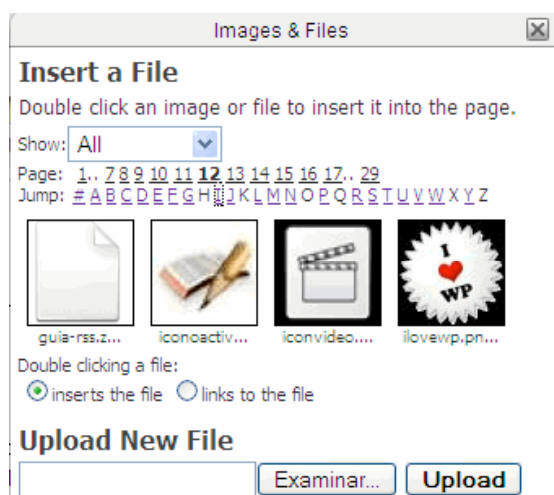 Images & Files
Insert a File
Double click an image or file to insert it into the page.
Show: All
Page: 1.. 7 8 9 10 11 12 13 14 15 16 17.. 29
Jump: # A B C D E F G H I J K L M N O P Q R S T U V W X Y Z
I
WP
guia-rss.z... iconoactiv... iconvideo.... ilovewp.pn...
Double clicking a file:
inserts the file links to the file
Upload New File
Examinar... Upload